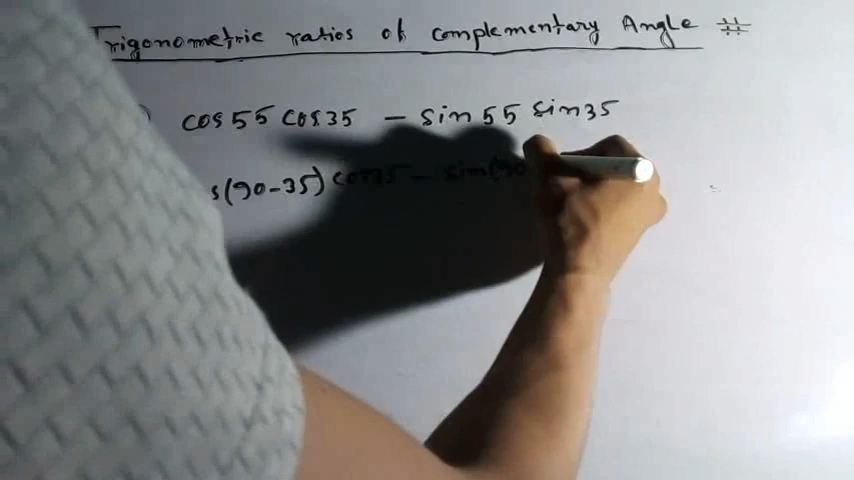 Trigonometric ratios of complementary Angle #
) cos 55 cos 35 - sin 55 sin 35
s(90-35) cos 35 - sin(90